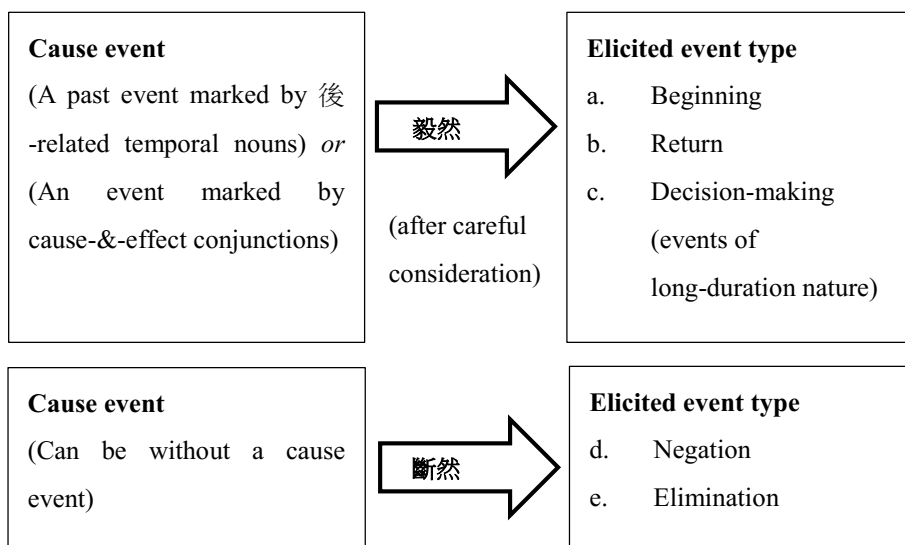 Cause event
(A past event marked by 後
-related temporal nouns) or
(An event marked by
cause-&-effect conjunctions)
毅然
(after careful
consideration)
Elicited event type
a. Beginning
b. Return
c. Decision-making
(events of
long-duration nature)
Cause event
(Can be without a cause
event)
斷然
Elicited event type
d. Negation
e. Elimination